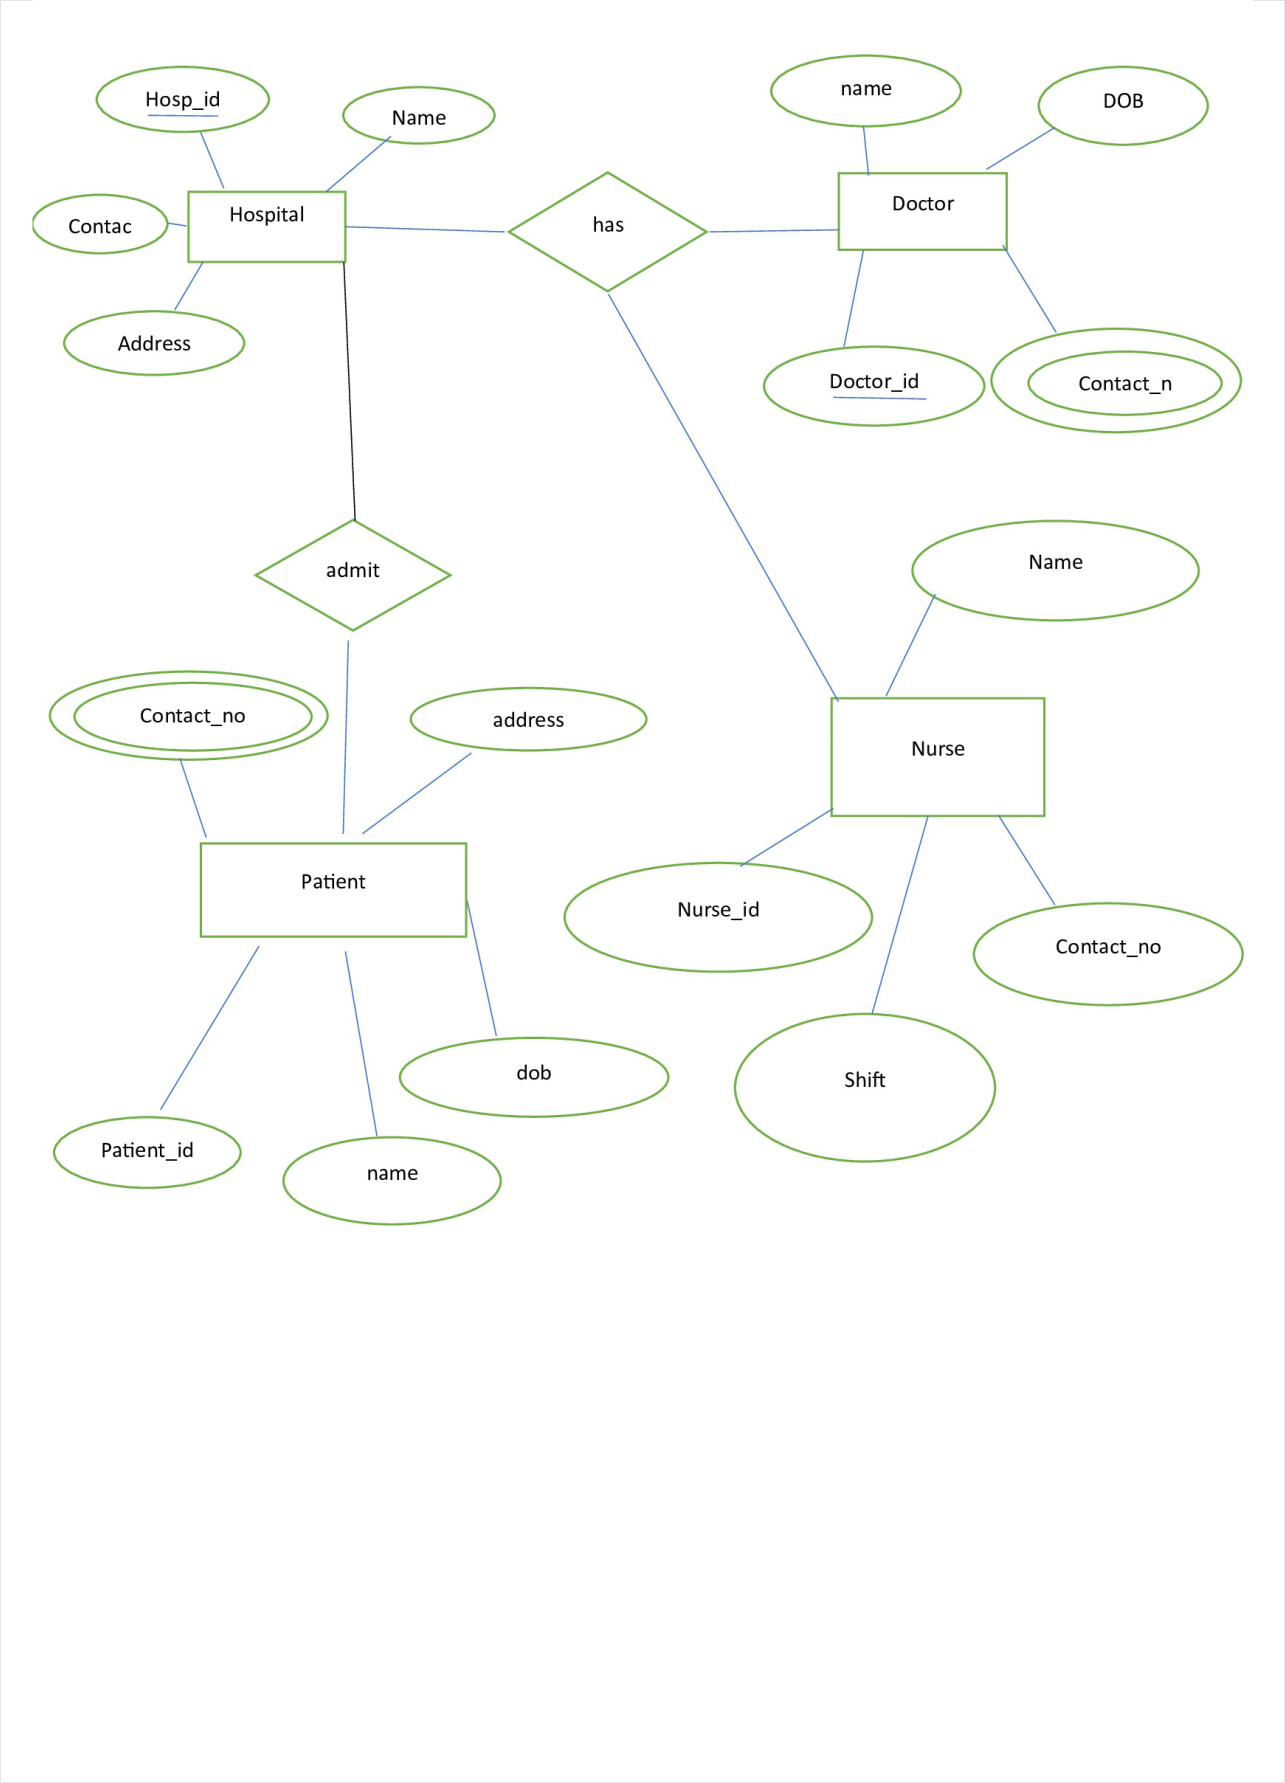 Hosp_id
Name
name
DOB
Contac
Hospital
has
Doctor
Address
Doctor_id
Contact_n
admit
Name
Contact_no
address
Nurse
Patient
Nurse_id
Contact_no
dob
Shift
Patient_id
name